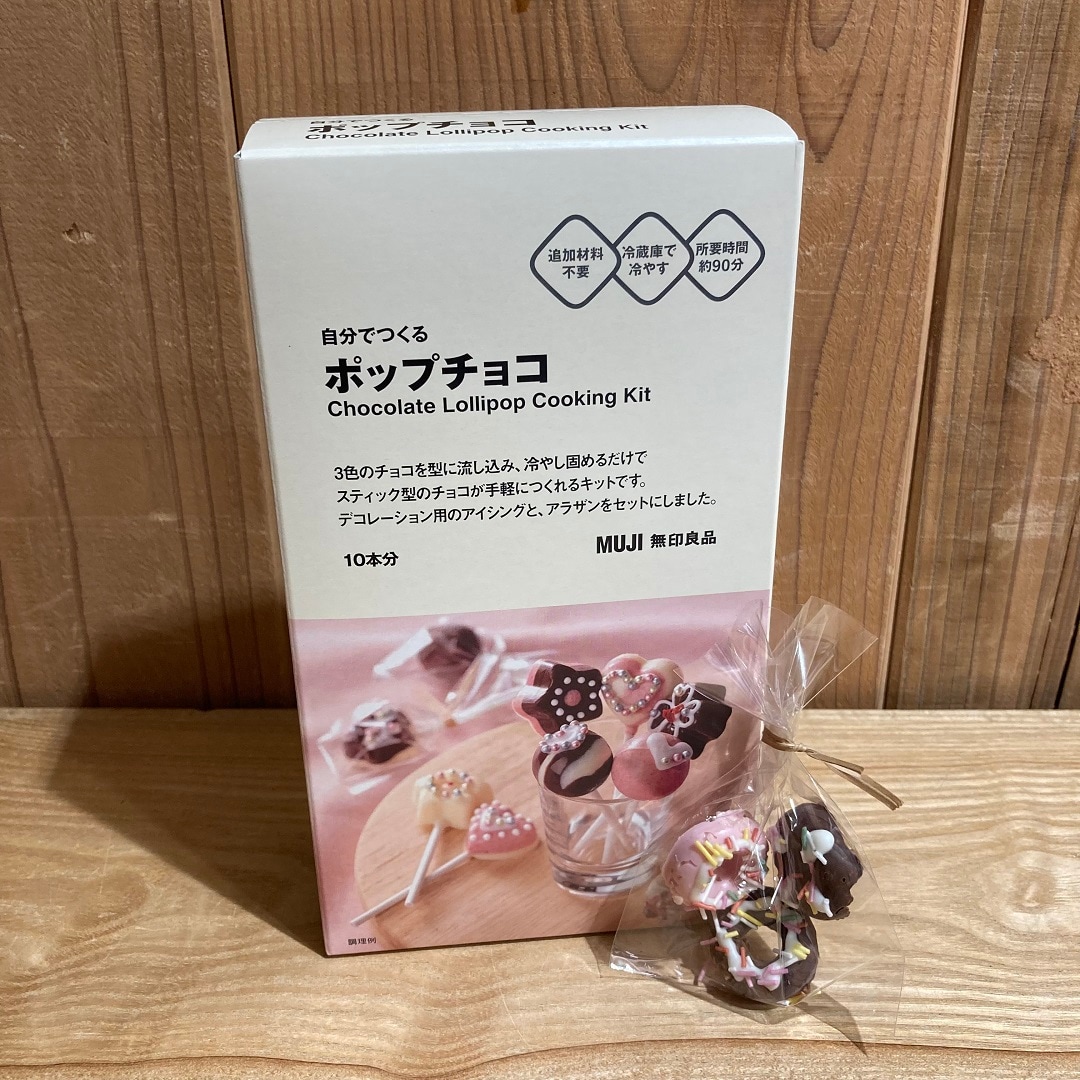 自分でつくる
ポップチョコ
Chocolate Lollipop Cooking Kit
追加材料
不要
冷蔵庫で
冷やす
所要時間
約90分
自分でつくる
ポップチョコ
Chocolate Lollipop Cooking Kit
3色のチョコを型に流し込み、冷やし固めるだけで
スティック型のチョコが手軽につくれるキットです。
デコレーション用のアイシングと、アラザンをセットにしました。
10本分
MUJI 無印良品
調理例